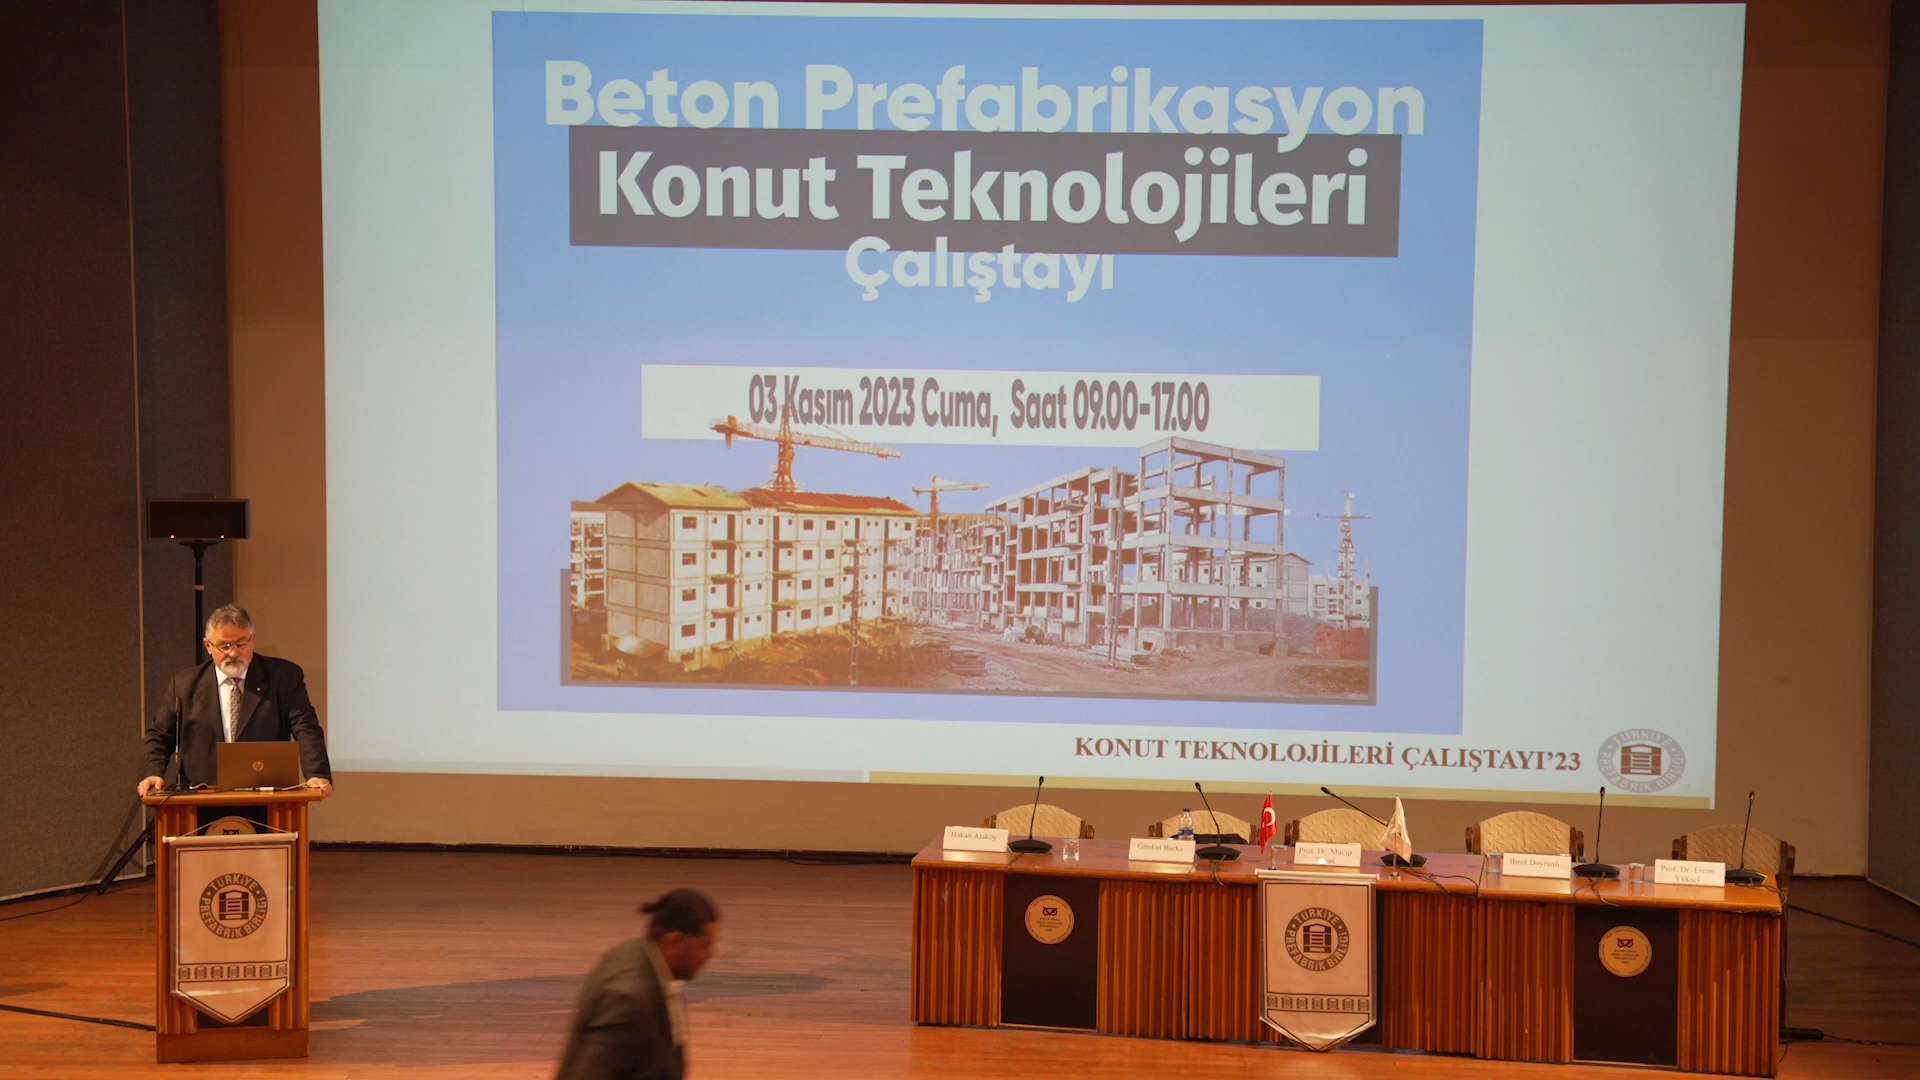 Beton Prefabrikasyon
Konut Teknolojileri
Çalıştayı
03 Kasım 2023 Cuma, Saat 09.00-17.00
KONUT TEKNOLOJİLERİ ÇALIŞTAYI'23
TÜRKİYE
PREFABRİK BİRLİĞİ
hp
TÜRKİYE
PREFABRİK BİRLİĞİ
Hakan Ataköy
Günkut Barka
Prof. Dr. Mucip
Birol Doyranlı
Prof. Dr. Ercan
Yüksel
TÜRKİYE
PREFABRİK BİRLİĞİ